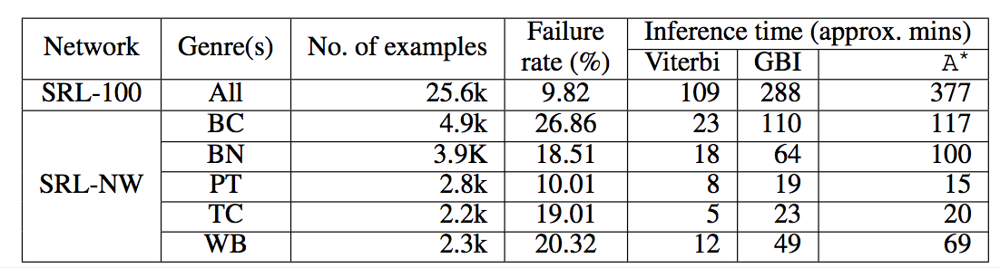 Network Genre(s) No. of examples Failure rate (%) Inference time (approx. mins)
Viterbi GBI A*
SRL-100 All 25.6k 9.82 109 288 377
SRL-NW BC 4.9k 26.86 23 110 117
BN 3.9K 18.51 18 64 100
PT 2.8k 10.01 8 19 15
TC 2.2k 19.01 5 23 20
WB 2.3k 20.32 12 49 69